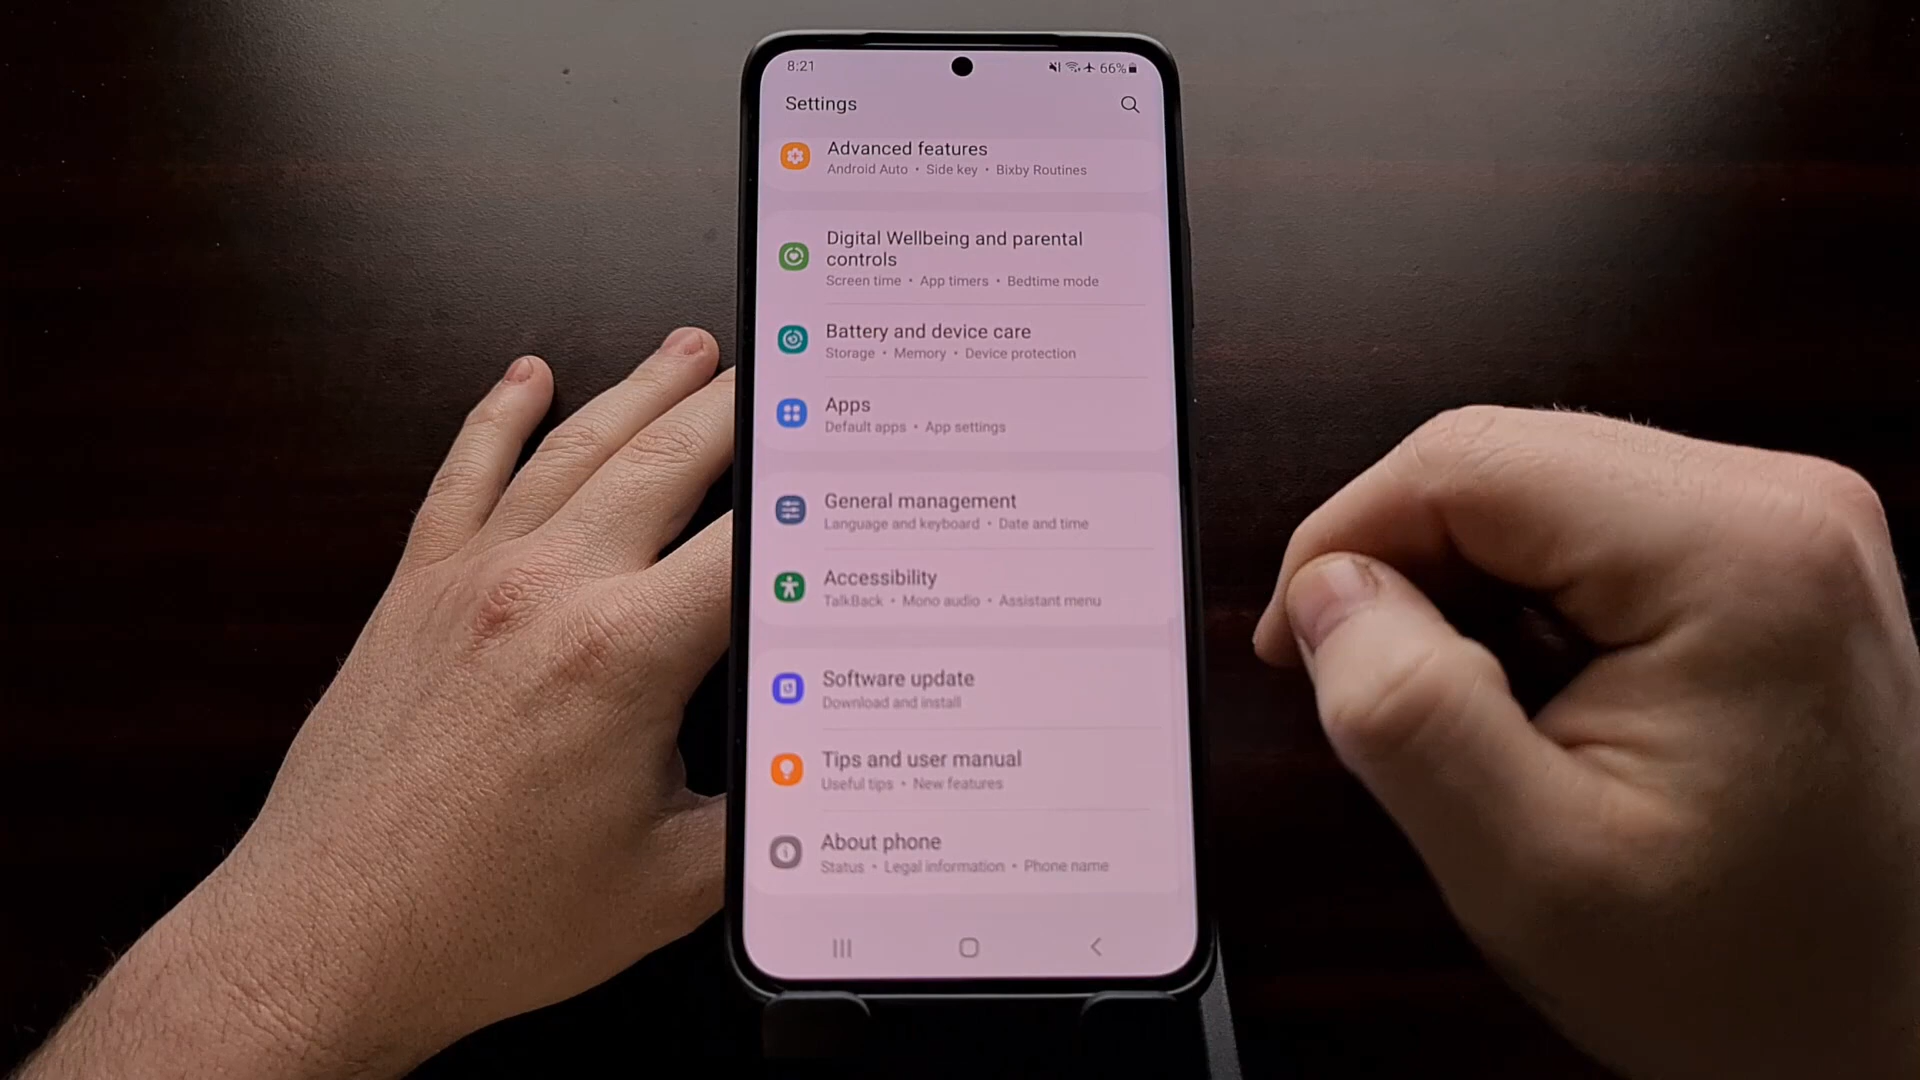 8:21
66%
Settings
Advanced features
Android Auto • Side key • Bixby Routines
Digital Wellbeing and parental
controls
Screen time • App timers • Bedtime mode
Battery and device care
Storage • Memory • Device protection
Apps
Default apps • App settings
General management
Language and keyboard • Date and time
Accessibility
TalkBack • Mono audio • Assistant menu
Software update
Download and install
Tips and user manual
Useful tips • New features
About phone
Status • Legal information • Phone name